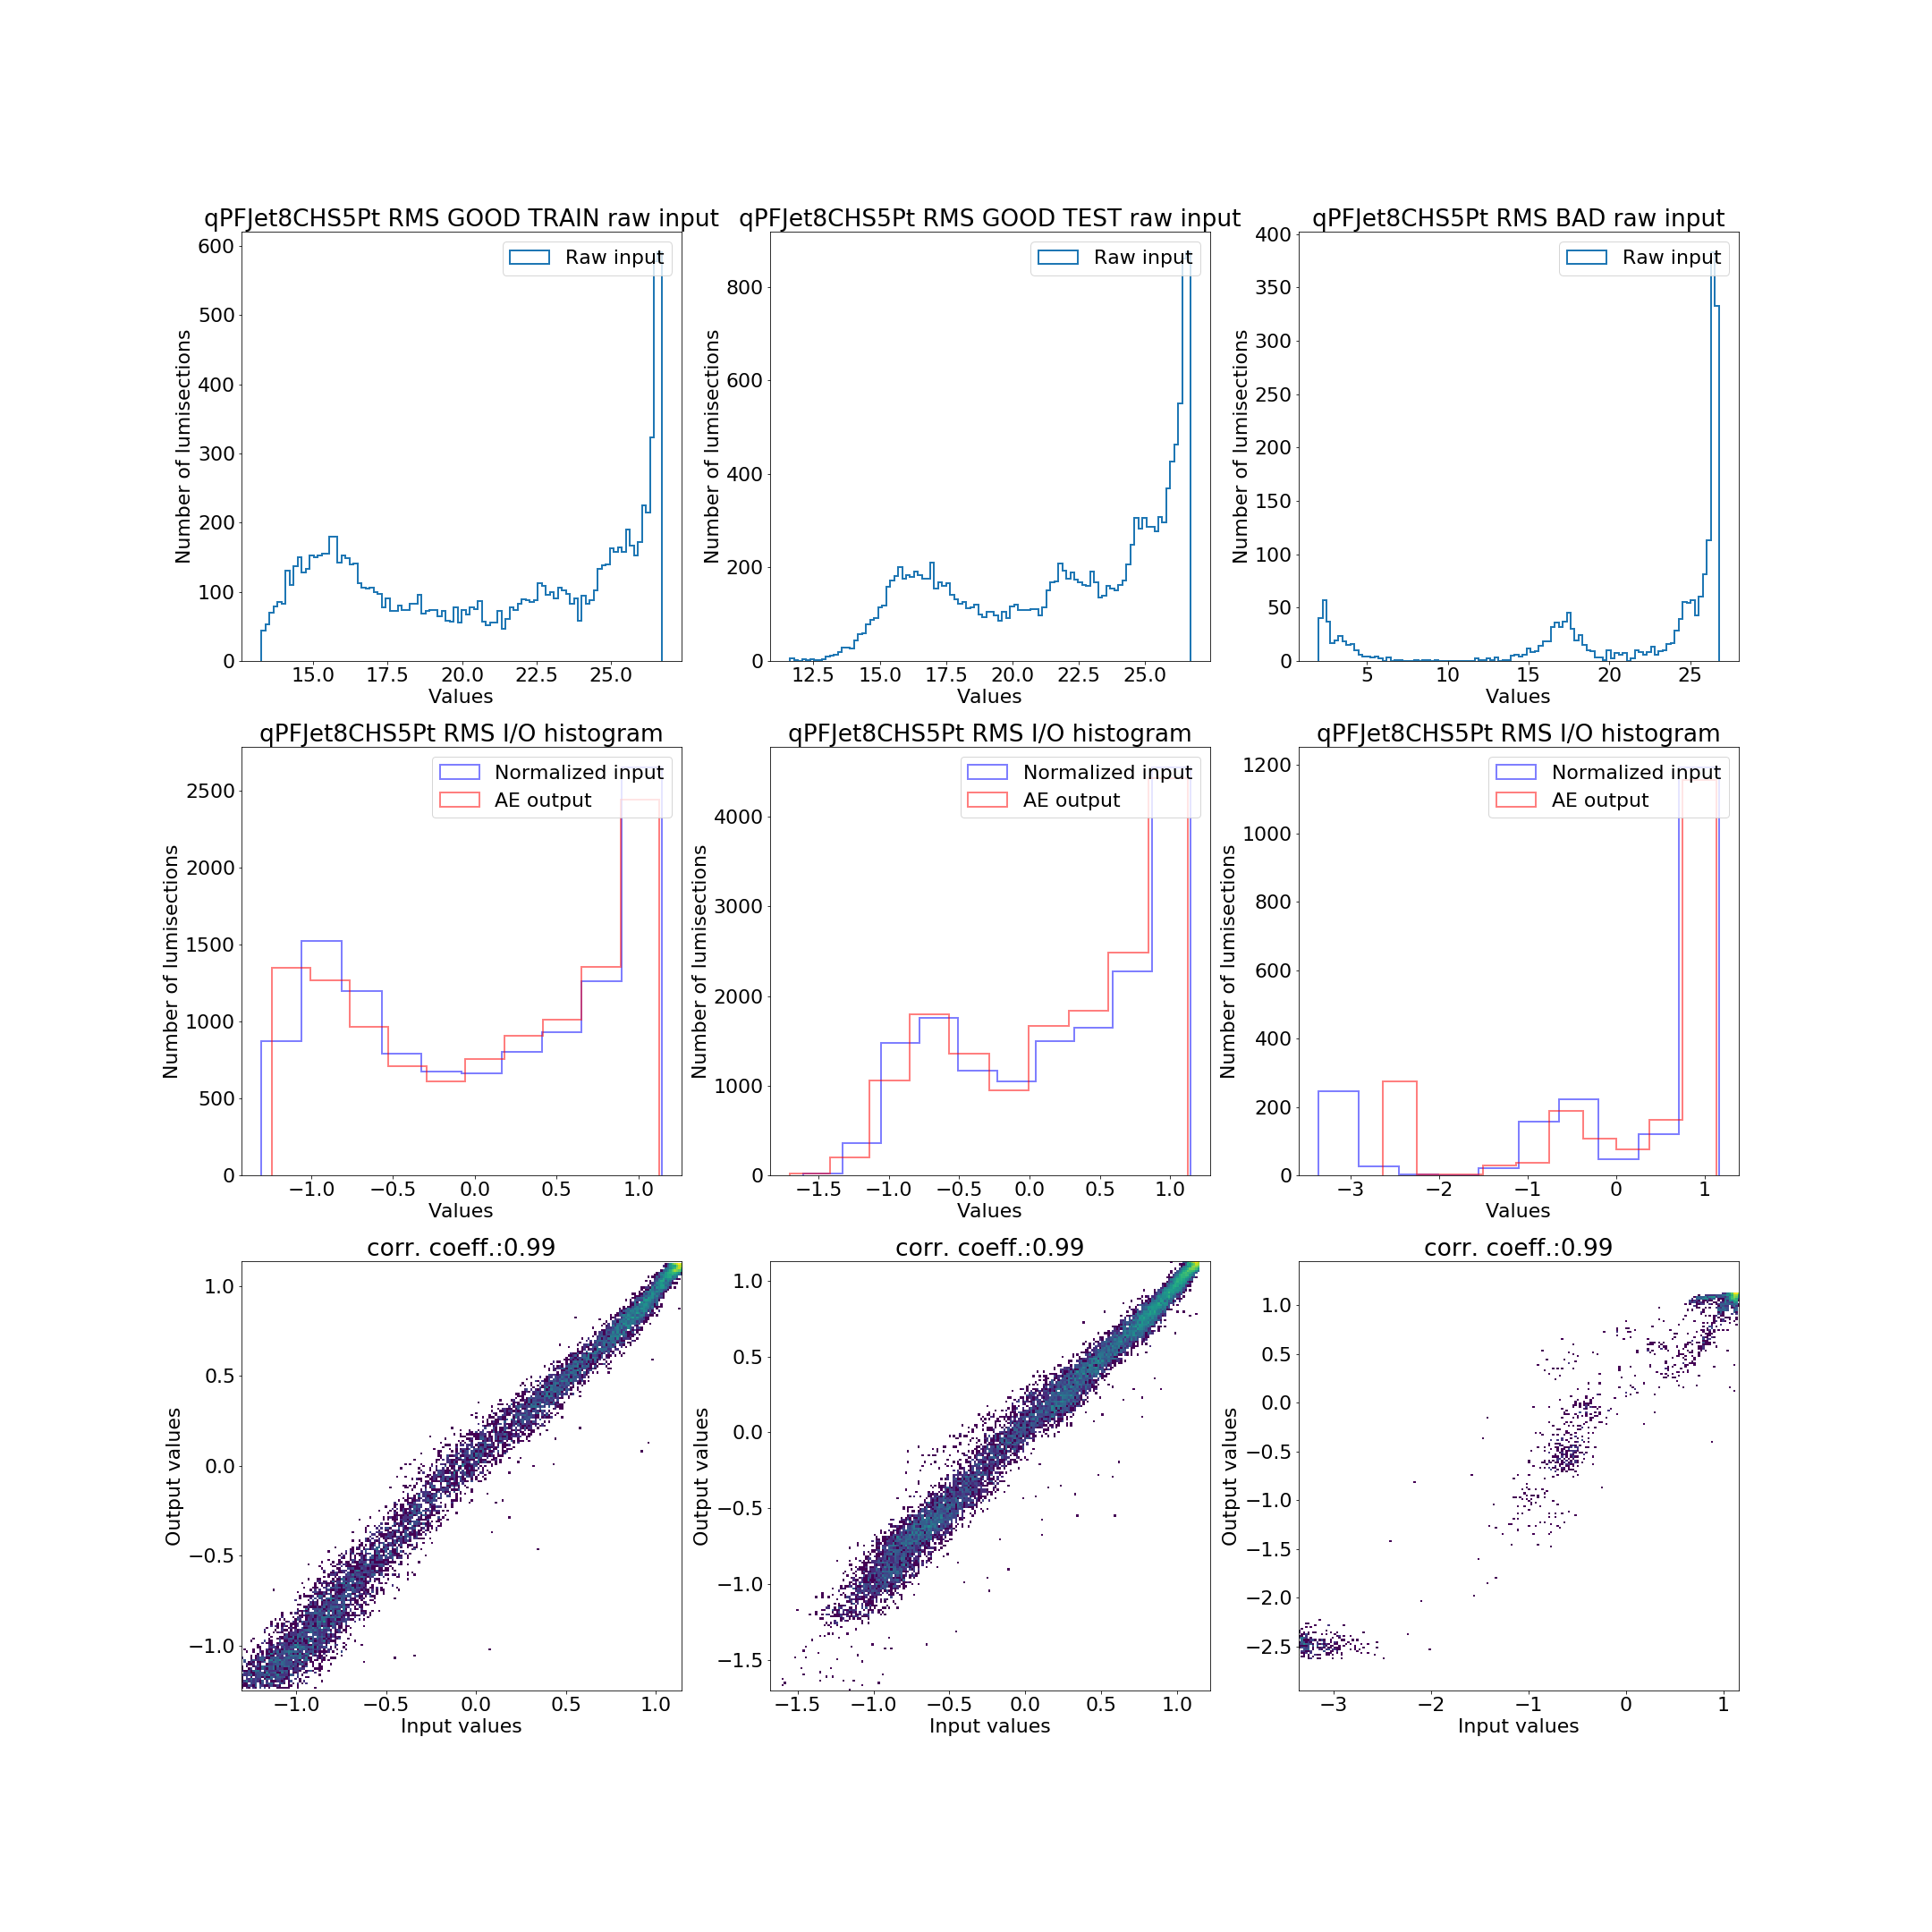 qPFJet8CHS5Pt RMS GOOD TRAIN raw input
Number of lumisections
600
500
400
300
200
100
0
Raw input
15.0 17.5 20.0 22.5 25.0
Values
qPFJet8CHS5Pt RMS GOOD TEST raw input
Number of lumisections
800
600
400
200
0
Raw input
12.5 15.0 17.5 20.0 22.5 25.0
Values
qPFJet8CHS5Pt RMS BAD raw input
Number of lumisections
400
350
300
250
200
150
100
50
0
Raw input
5 10 15 20 25
Values
qPFJet8CHS5Pt RMS I/O histogram
Number of lumisections
2500
2000
1500
1000
500
0
Normalized input
AE output
−1.0 −0.5 0.0 0.5 1.0
Values
qPFJet8CHS5Pt RMS I/O histogram
Number of lumisections
4000
3000
2000
1000
0
Normalized input
AE output
−1.5 −1.0 −0.5 0.0 0.5 1.0
Values
qPFJet8CHS5Pt RMS I/O histogram
Number of lumisections
1200
1000
800
600
400
200
0
Normalized input
AE output
−3 −2 −1 0 1
Values
corr. coeff.:0.99
Output values
1.0
0.5
0.0
−0.5
−1.0
−1.0 −0.5 0.0 0.5 1.0
Input values
corr. coeff.:0.99
Output values
1.0
0.5
0.0
−0.5
−1.0
−1.5
−1.5 −1.0 −0.5 0.0 0.5 1.0
Input values
corr. coeff.:0.99
Output values
1.0
0.5
0.0
−0.5
−1.0
−1.5
−2.0
−2.5
−3 −2 −1 0 1
Input values